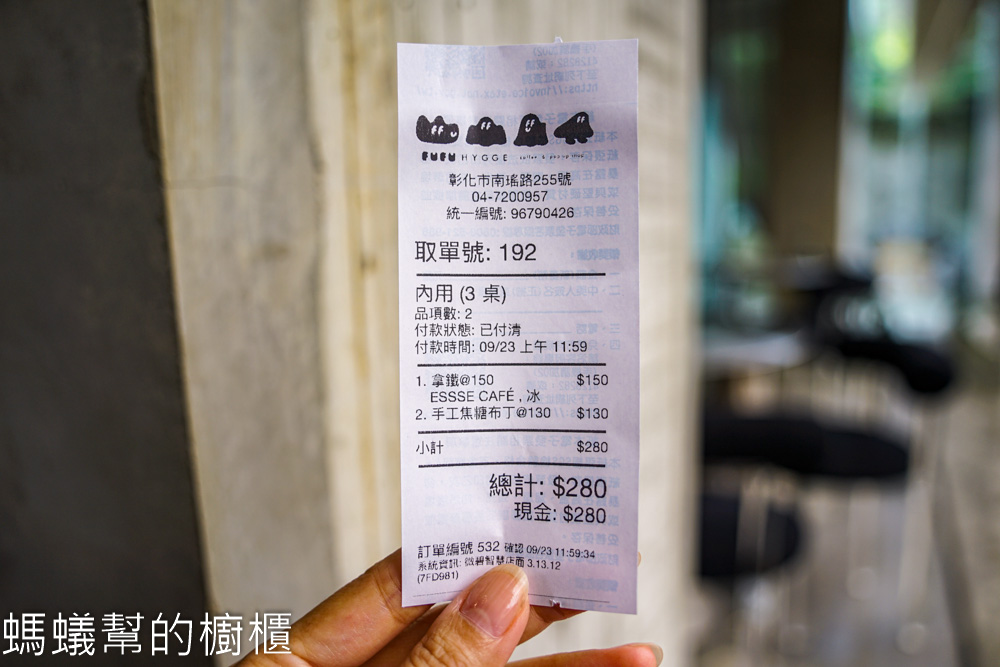 FUFU HYGGE
彰化市南瑤路255號
04-7200957
統一編號: 96790426
取單號: 192
內用 (3 桌)
品項數: 2
付款狀態: 已付清
付款時間: 09/23 上午 11:59
1. 拿鐵@150 $150
ESSSE CAFÉ , 冰
2. 手工焦糖布丁@130 $130
小計 $280
總計: $280
現金: $280
訂單編號 532 確認 09/23 11:59:34
系統資訊: 微碧智慧店面 3.13.12
(7FD981)
螞蟻幫的櫥櫃